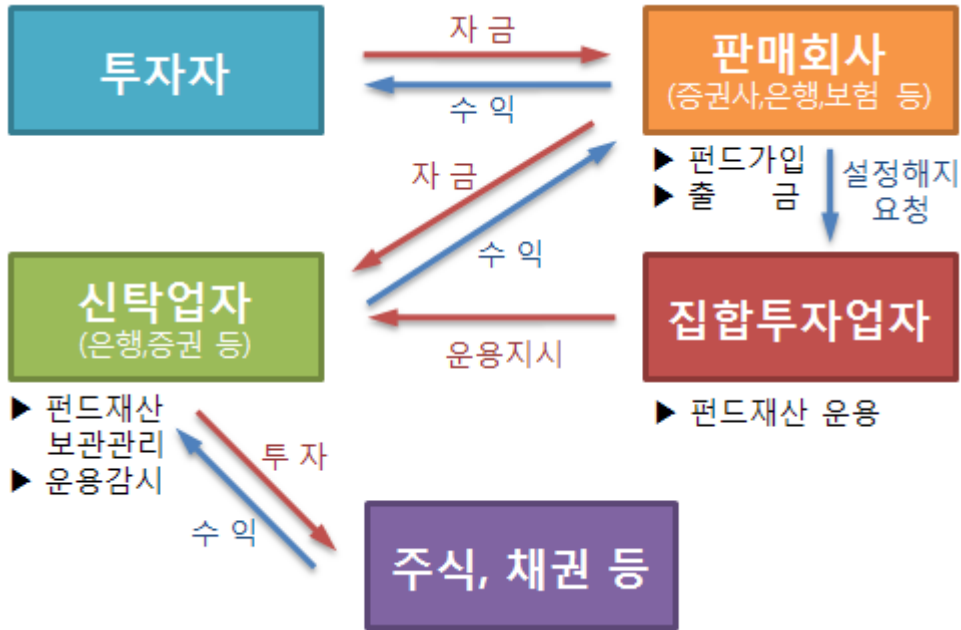 투자자
자 금
수 익
판매회사
(증권사,은행,보험 등)
▶ 펀드가입
▶ 출 금
설정해지
요청
자 금
수 익
신탁업자
(은행,증권 등)
운용지시
집합투자업자
▶ 펀드재산
보관관리
▶ 운용감시
▶ 펀드재산 운용
투 자
수 익
주식, 채권 등